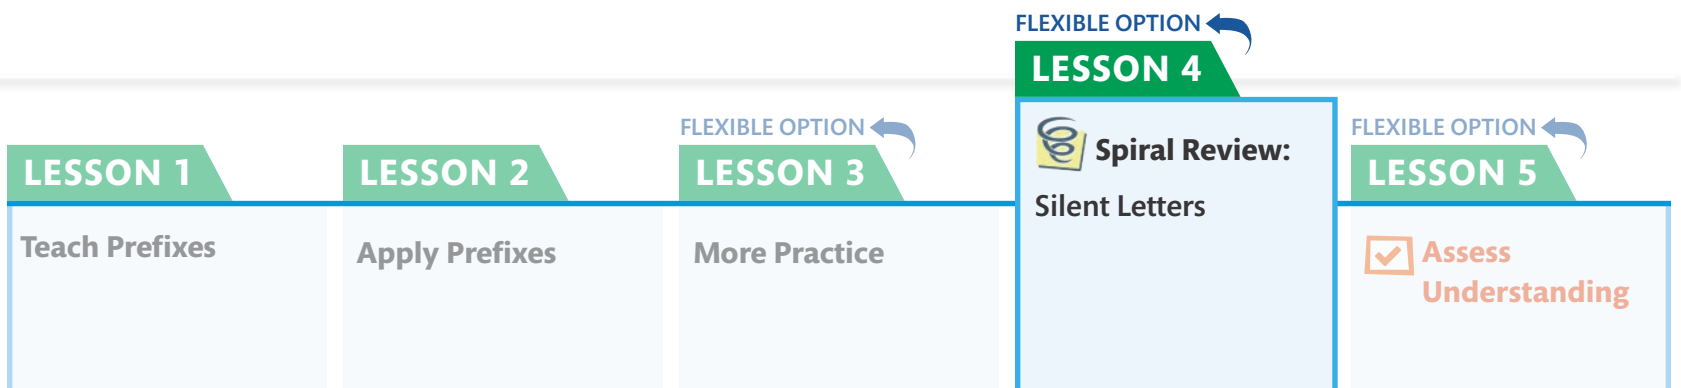 LESSON 1
Teach Prefixes
LESSON 2
Apply Prefixes
FLEXIBLE OPTION
LESSON 3
More Practice
FLEXIBLE OPTION
LESSON 4
Spiral Review:
Silent Letters
FLEXIBLE OPTION
LESSON 5
Assess
Understanding